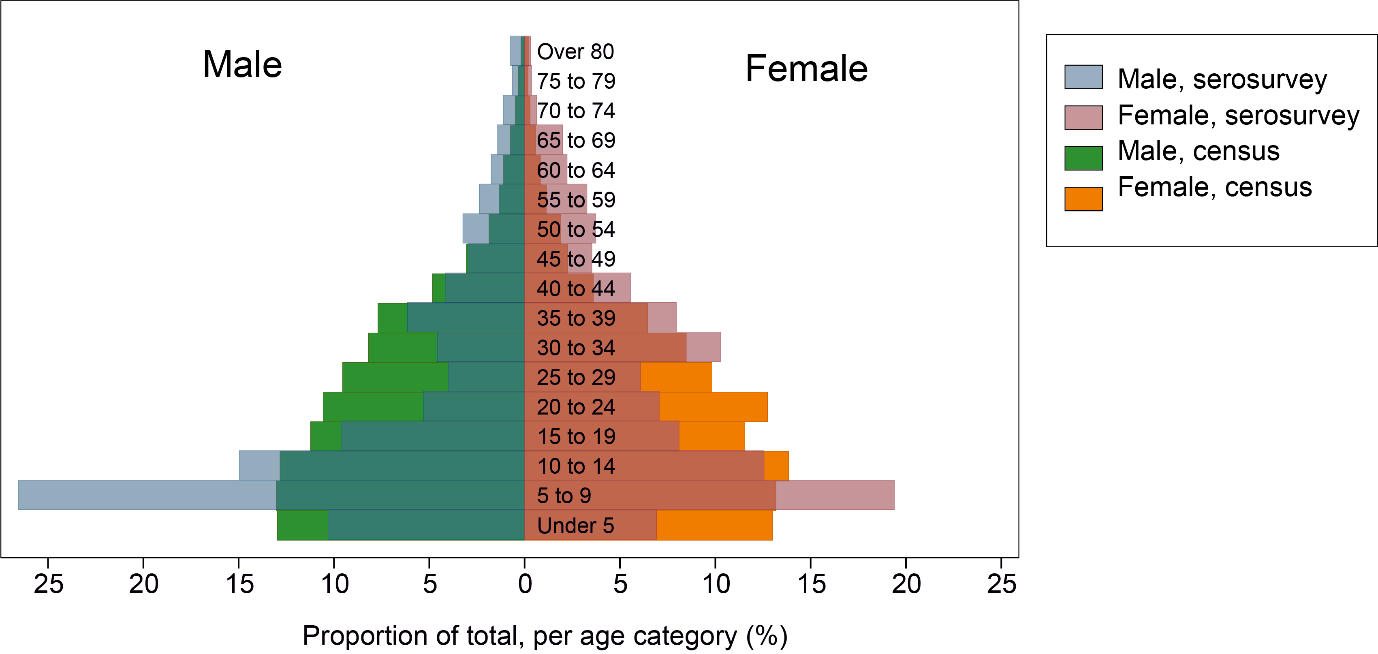 Male
Female
Over 80
75 to 79
70 to 74
65 to 69
60 to 64
55 to 59
50 to 54
45 to 49
40 to 44
35 to 39
30 to 34
25 to 29
20 to 24
15 to 19
10 to 14
5 to 9
Under 5
25 20 15 10 5 0 5 10 15 20 25
Proportion of total, per age category (%)
Male, serosurvey
Female, serosurvey
Male, census
Female, census